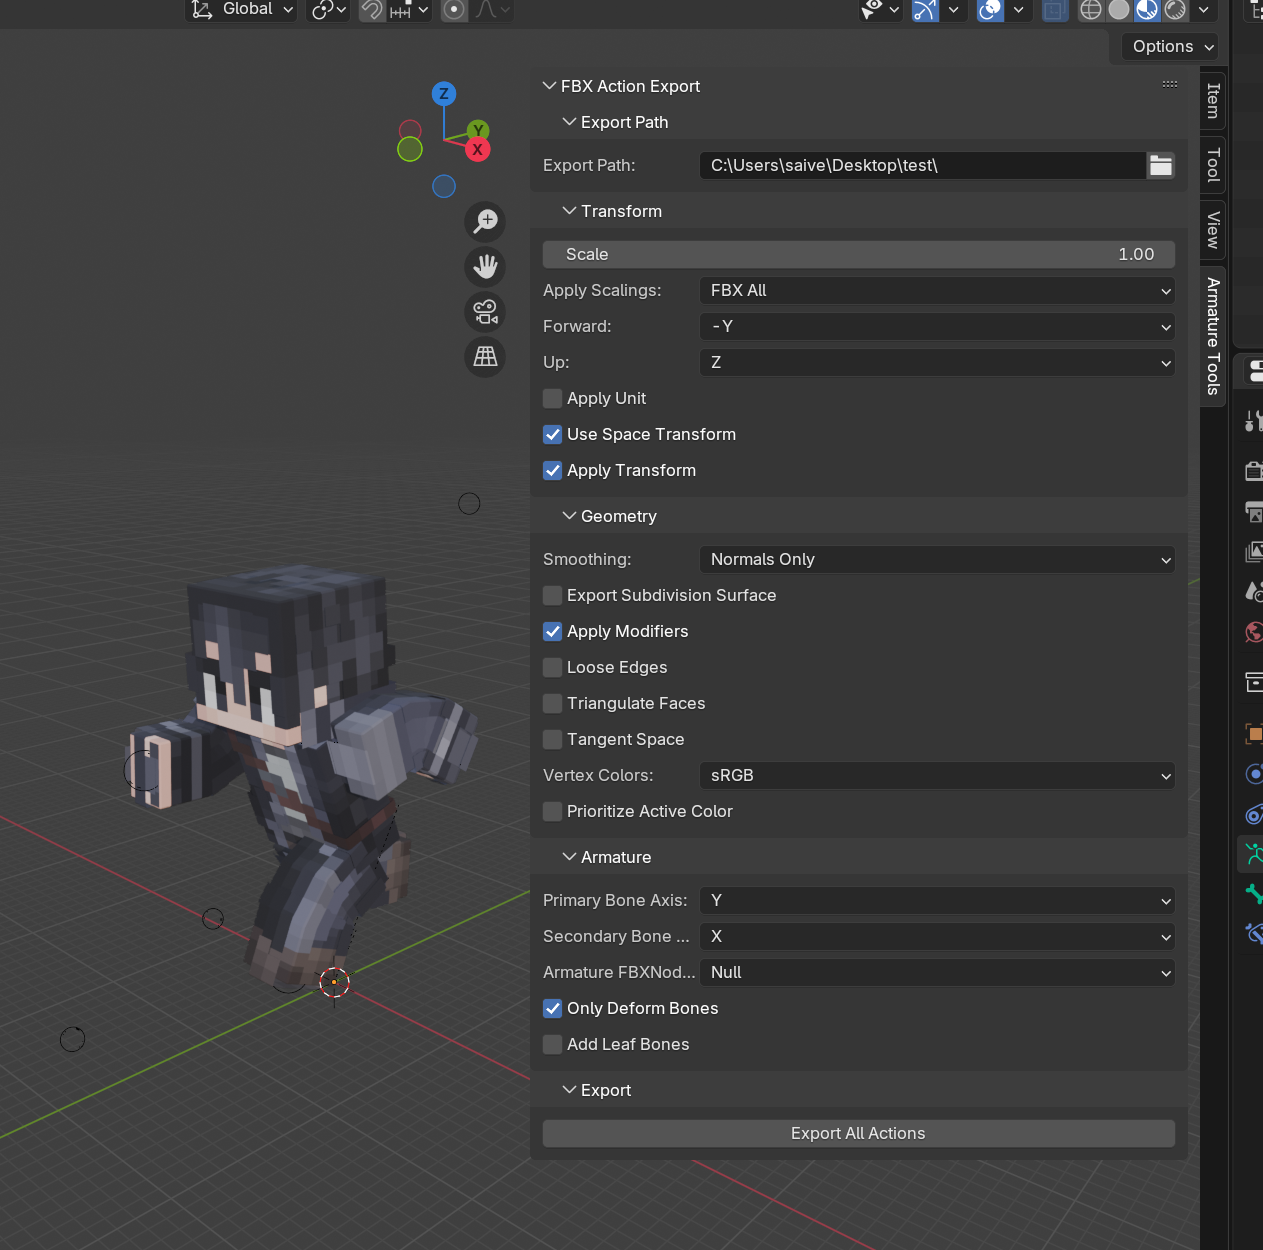 Global
Options
Z
Y
X
FBX Action Export
Export Path
Export Path: C:\Users\saive\Desktop\test\
Transform
Scale 1.00
Apply Scalings: FBX All
Forward: -Y
Up: Z
Apply Unit
Use Space Transform
Apply Transform
Geometry
Smoothing: Normals Only
Export Subdivision Surface
Apply Modifiers
Loose Edges
Triangulate Faces
Tangent Space
Vertex Colors: sRGB
Prioritize Active Color
Armature
Primary Bone Axis: Y
Secondary Bone ... X
Armature FBXNod... Null
Only Deform Bones
Add Leaf Bones
Export
Export All Actions
Item
Tool
View
Armature Tools